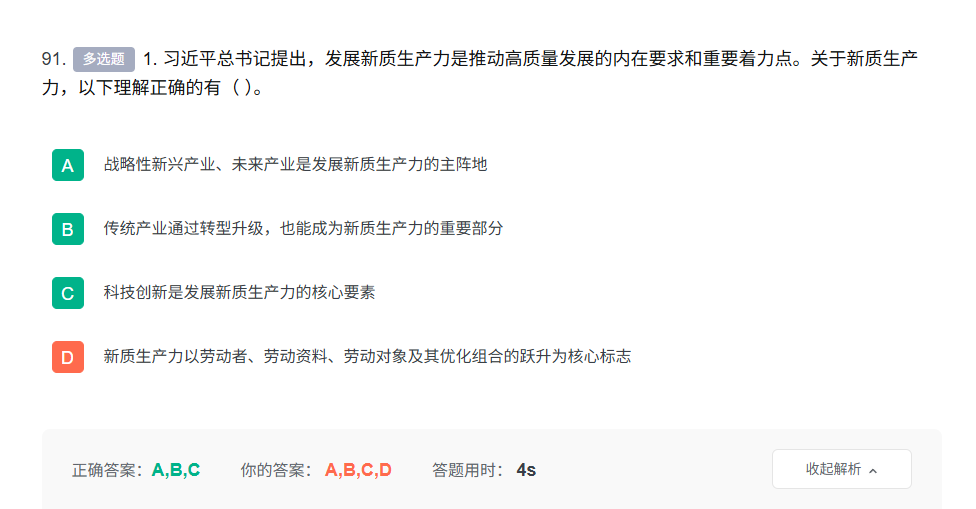 91. 多选题 1. 习近平总书记提出，发展新质生产力是推动高质量发展的内在要求和重要着力点。关于新质生产
力，以下理解正确的有（ ）。
A 战略性新兴产业、未来产业是发展新质生产力的主阵地
B 传统产业通过转型升级，也能成为新质生产力的重要部分
C 科技创新是发展新质生产力的核心要素
D 新质生产力以劳动者、劳动资料、劳动对象及其优化组合的跃升为核心标志
正确答案：A,B,C 你的答案： A,B,C,D 答题用时： 4s 收起解析